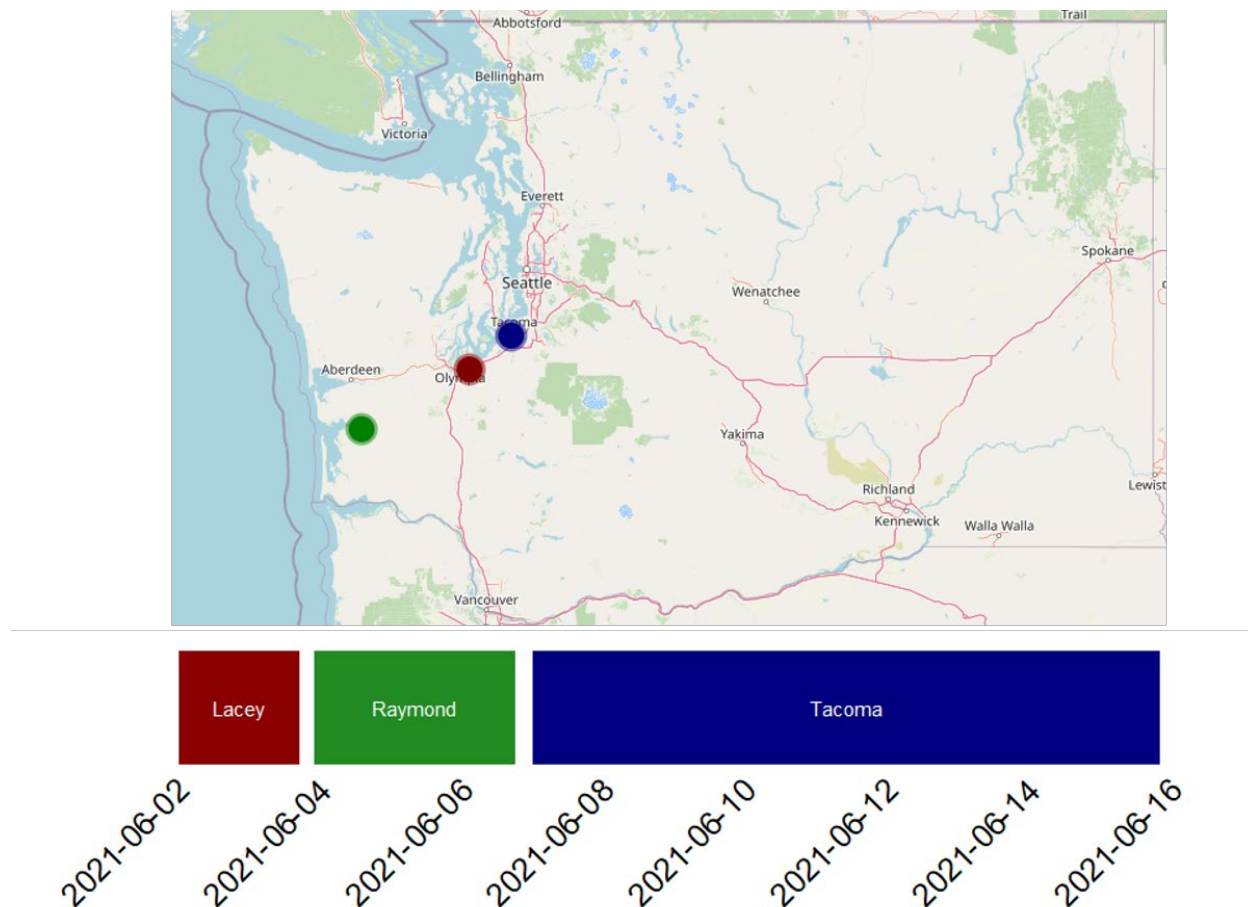 Trail
Abbotsford
Bellingham
Victoria
Everett
Spokane
Seattle
Wenatchee
Tacoma
Aberdeen
Yakima
Richland
Lewist
Kennewick
Walla Walla
Vancouver
Lacey
Raymond
Tacoma
2021-06-02
2021-06-04
2021-06-06
2021-06-08
2021-06-10
2021-06-12
2021-06-14
2021-06-16